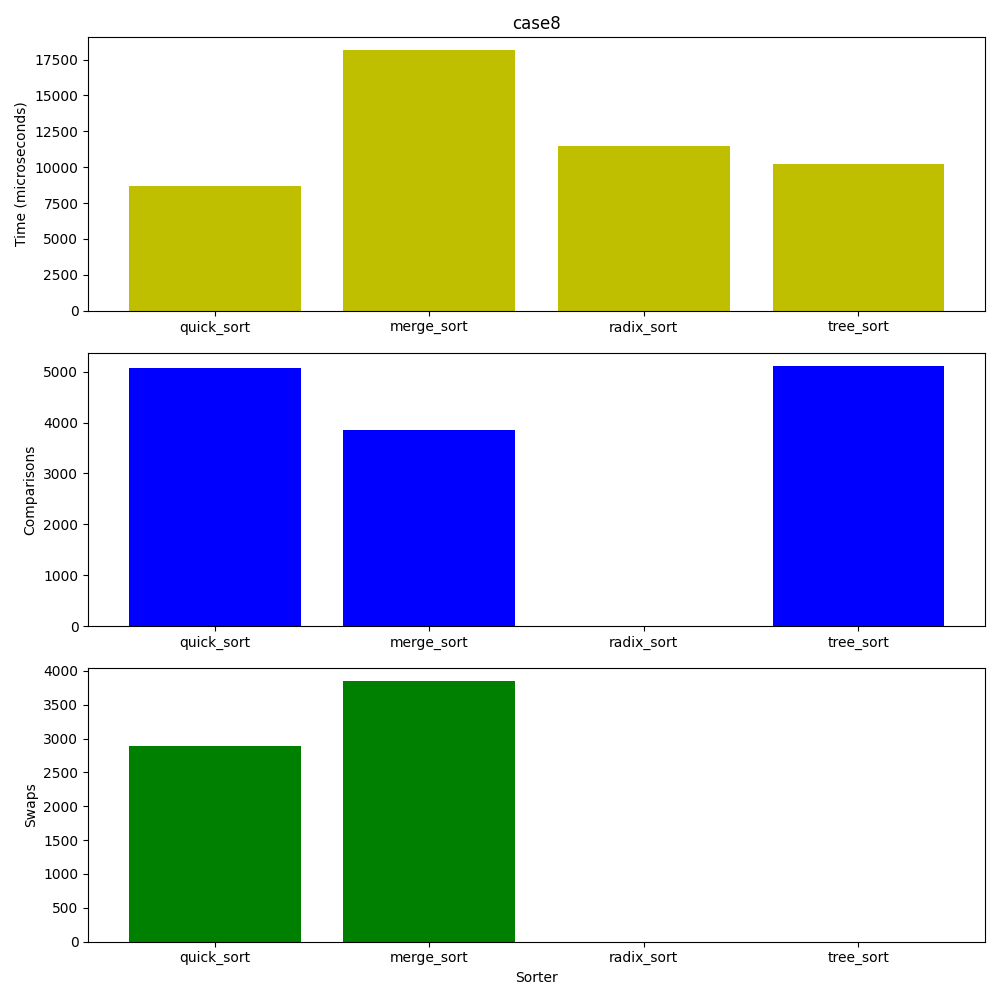 case8
Time (microseconds)
17500
15000
12500
10000
7500
5000
2500
0
quick_sort merge_sort radix_sort tree_sort
Comparisons
5000
4000
3000
2000
1000
0
quick_sort merge_sort radix_sort tree_sort
Swaps
4000
3500
3000
2500
2000
1500
1000
500
0
quick_sort merge_sort radix_sort tree_sort
Sorter